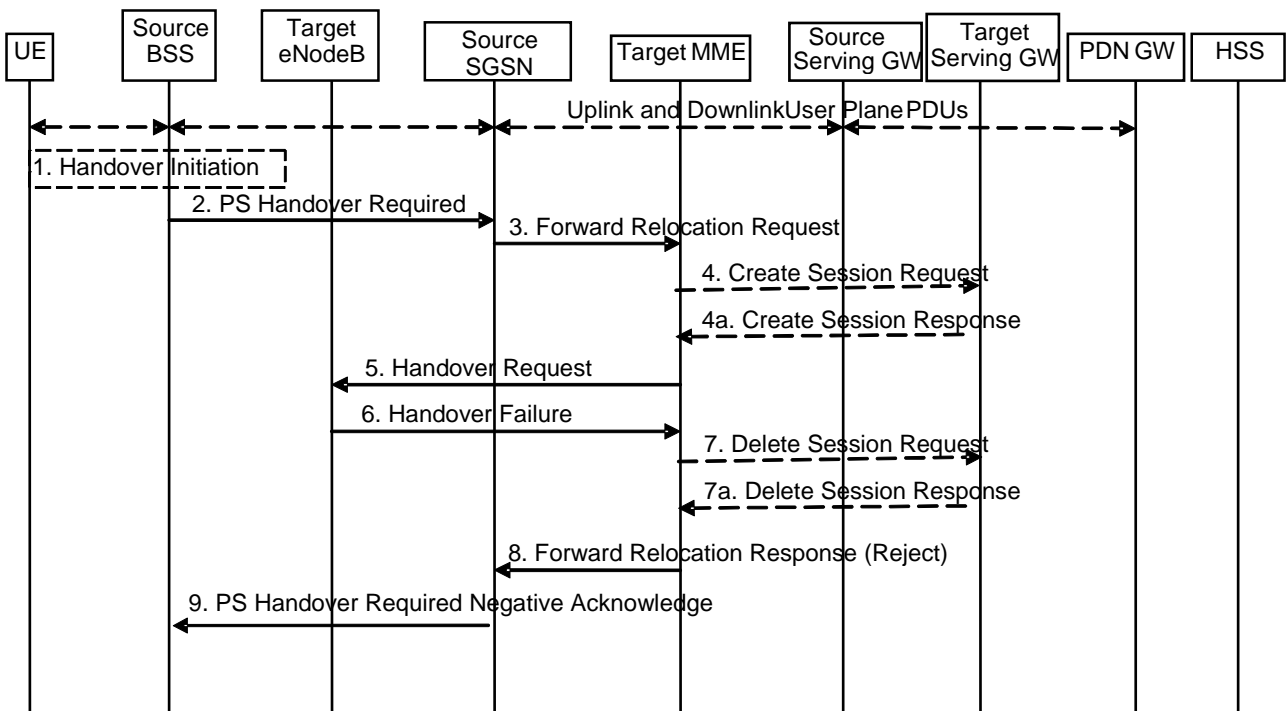 UE
Source
BSS
Target
eNodeB
Source
SGSN
Target MME
Source
Serving GW
Target
Serving GW
PDN GW
HSS
Uplink and DownlinkUser PlanePDUs
1. Handover Initiation
2. PS Handover Required
3. Forward Relocation Request
4. Create Session Request
4a. Create Session Response
5. Handover Request
6. Handover Failure
7. Delete Session Request
7a. Delete Session Response
8. Forward Relocation Response (Reject)
9. PS Handover Required Negative Acknowledge